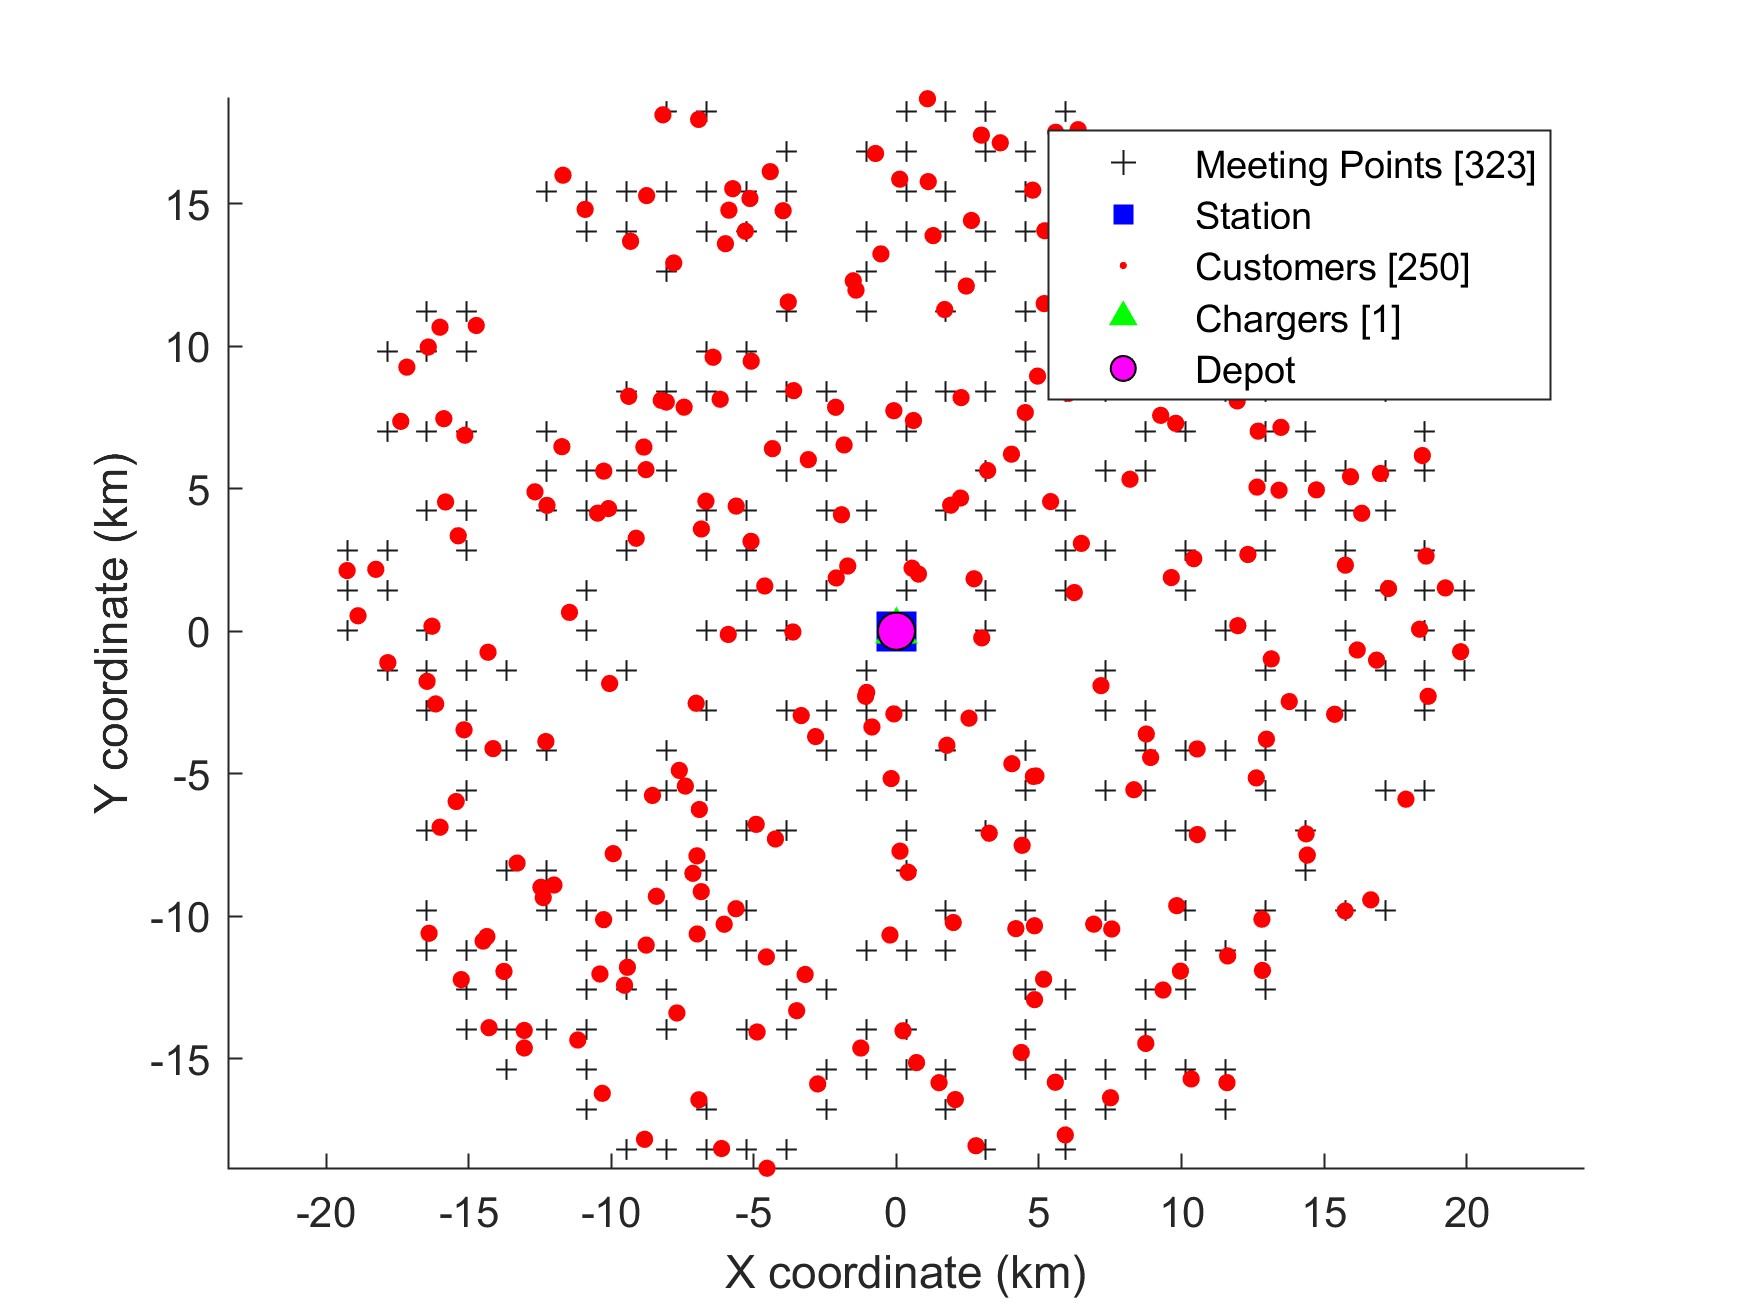 Meeting Points [323]
Station
Customers [250]
Chargers [1]
Depot
15
10
5
0
-5
-10
-15
Y coordinate (km)
-20 -15 -10 -5 0 5 10 15 20
X coordinate (km)